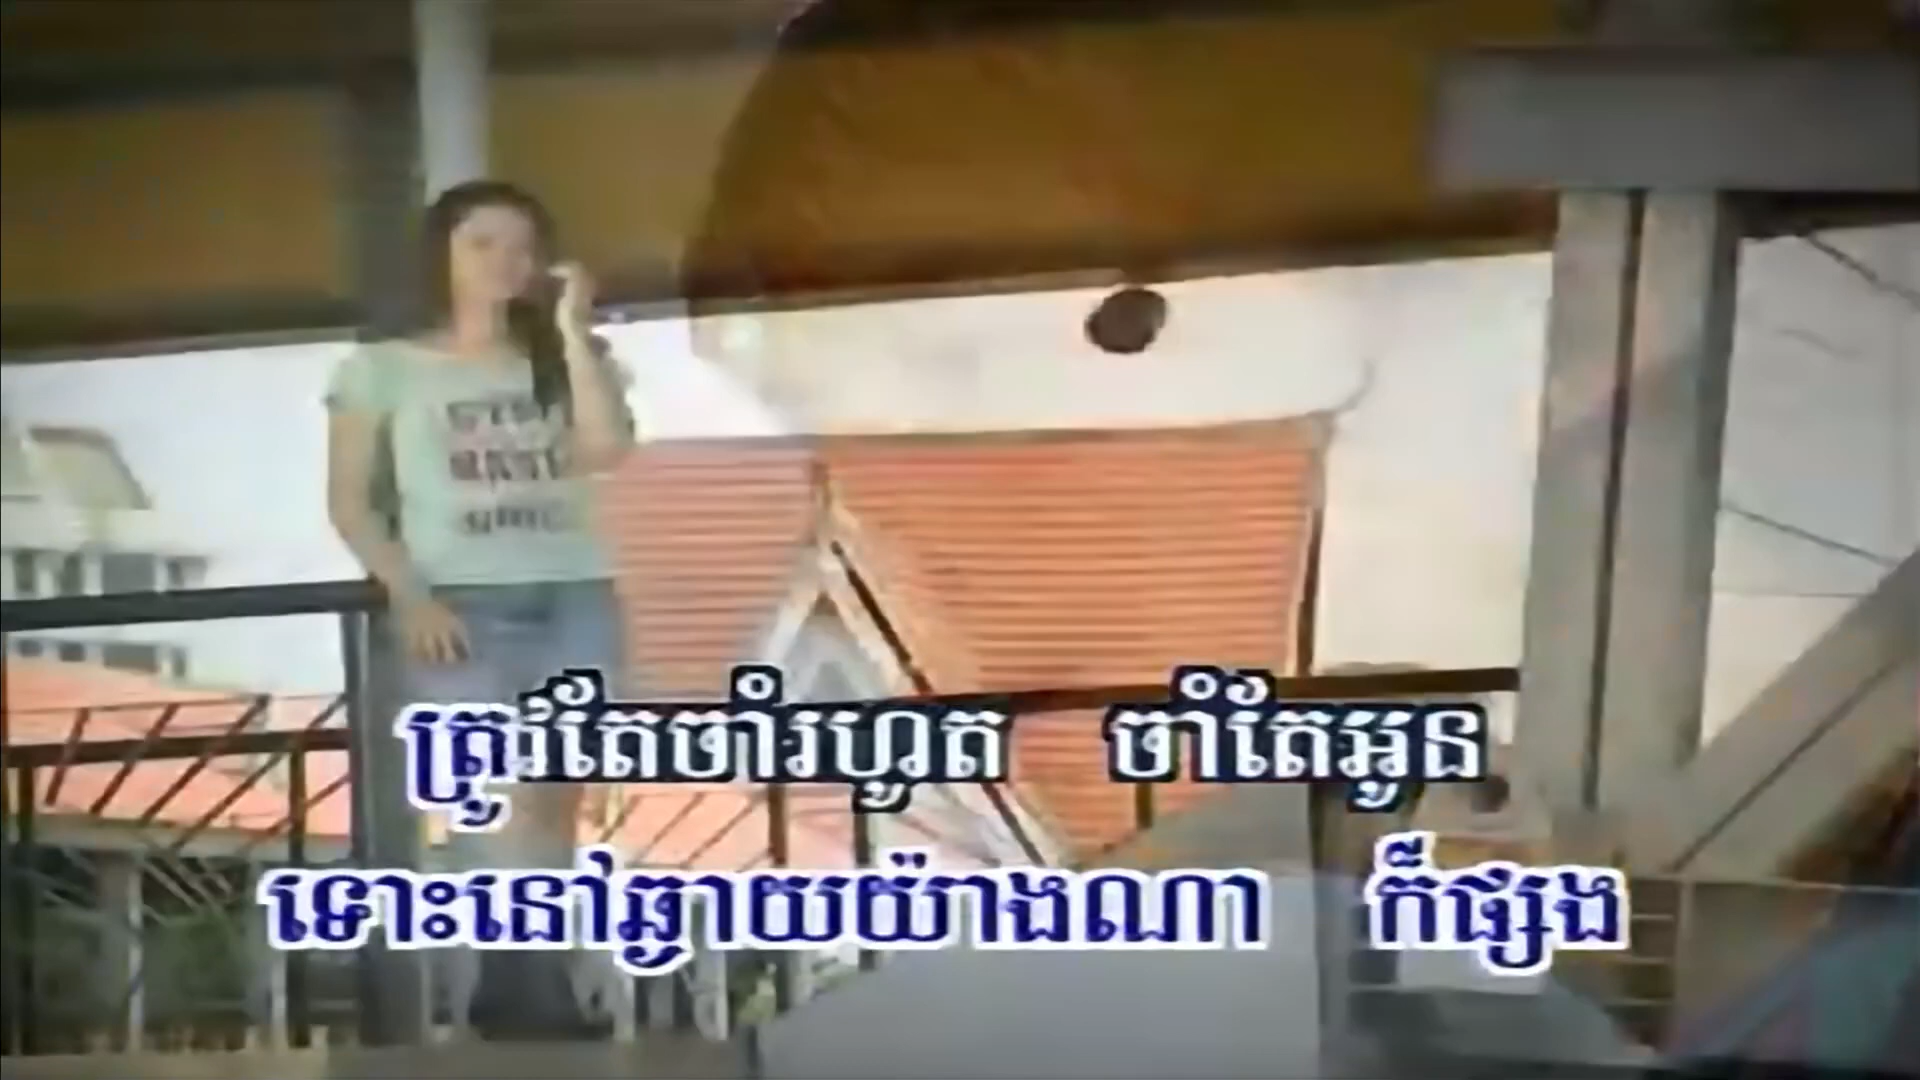 ត្រូវតែចាំរហូត ចាំតែអូន
ទោះនៅឆ្ងាយយ៉ាងណា ក៏ផ្សង